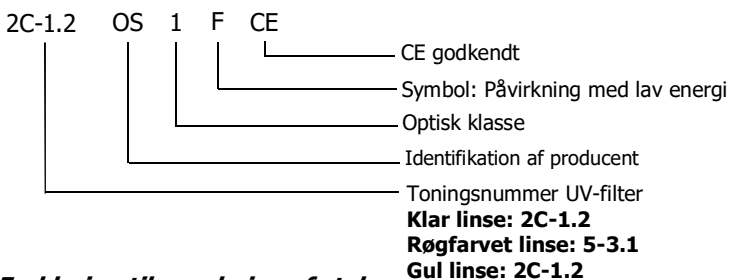 2C-1.2 OS 1 F CE
CE godkendt
Symbol: Påvirkning med lav energi
Optisk klasse
Identifikation af producent
Toningsnummer UV-filter
Klar linse: 2C-1.2
Røgfarvet linse: 5-3.1
Gul linse: 2C-1.2